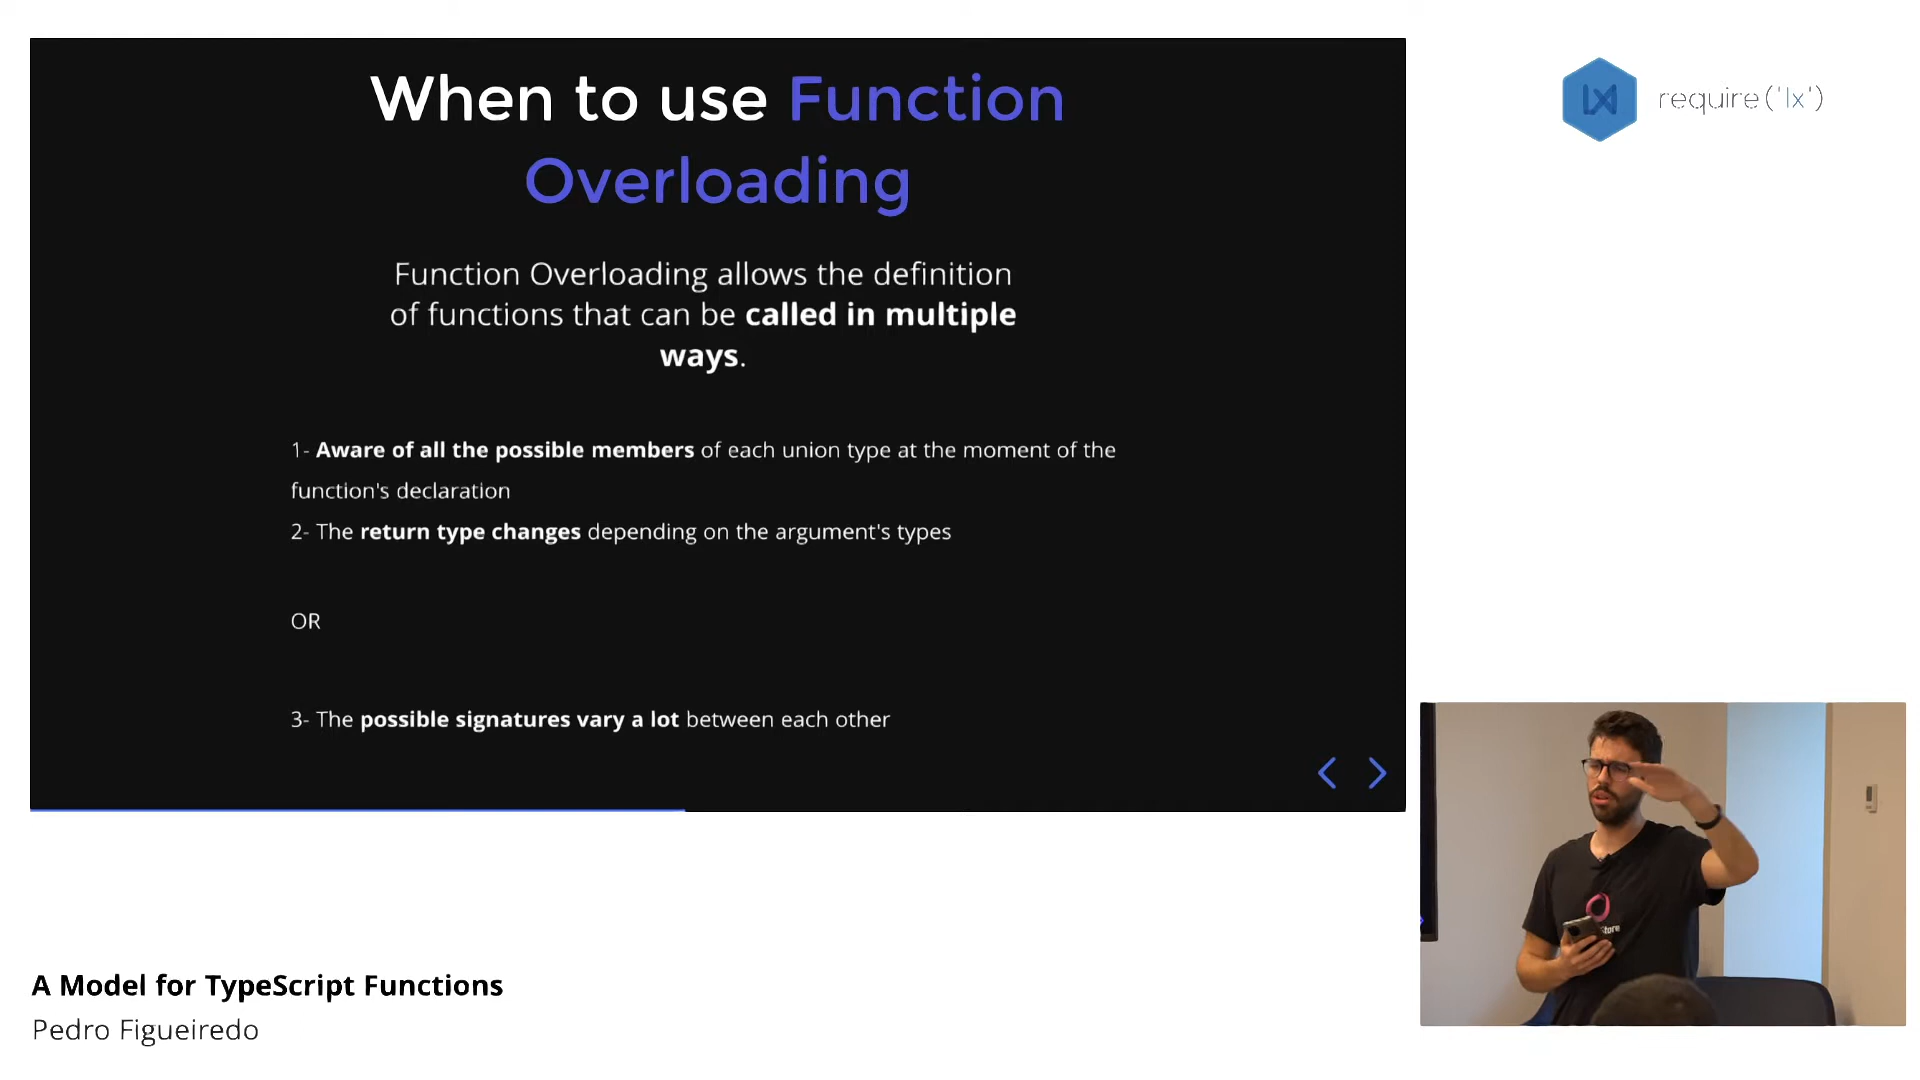 When to use Function
Overloading
Function Overloading allows the definition
of functions that can be called in multiple
ways.
1- Aware of all the possible members of each union type at the moment of the
function's declaration
2- The return type changes depending on the argument's types
OR
3- The possible signatures vary a lot between each other
lx require('lx')
Store
A Model for TypeScript Functions
Pedro Figueiredo